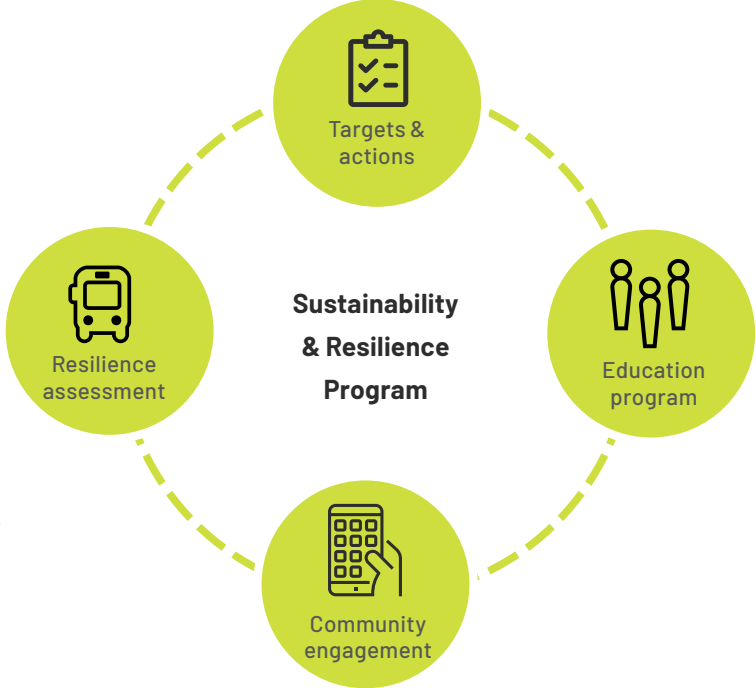 Targets &
actions
Sustainability
& Resilience
Program
Resilience
assessment
Education
program
Community
engagement